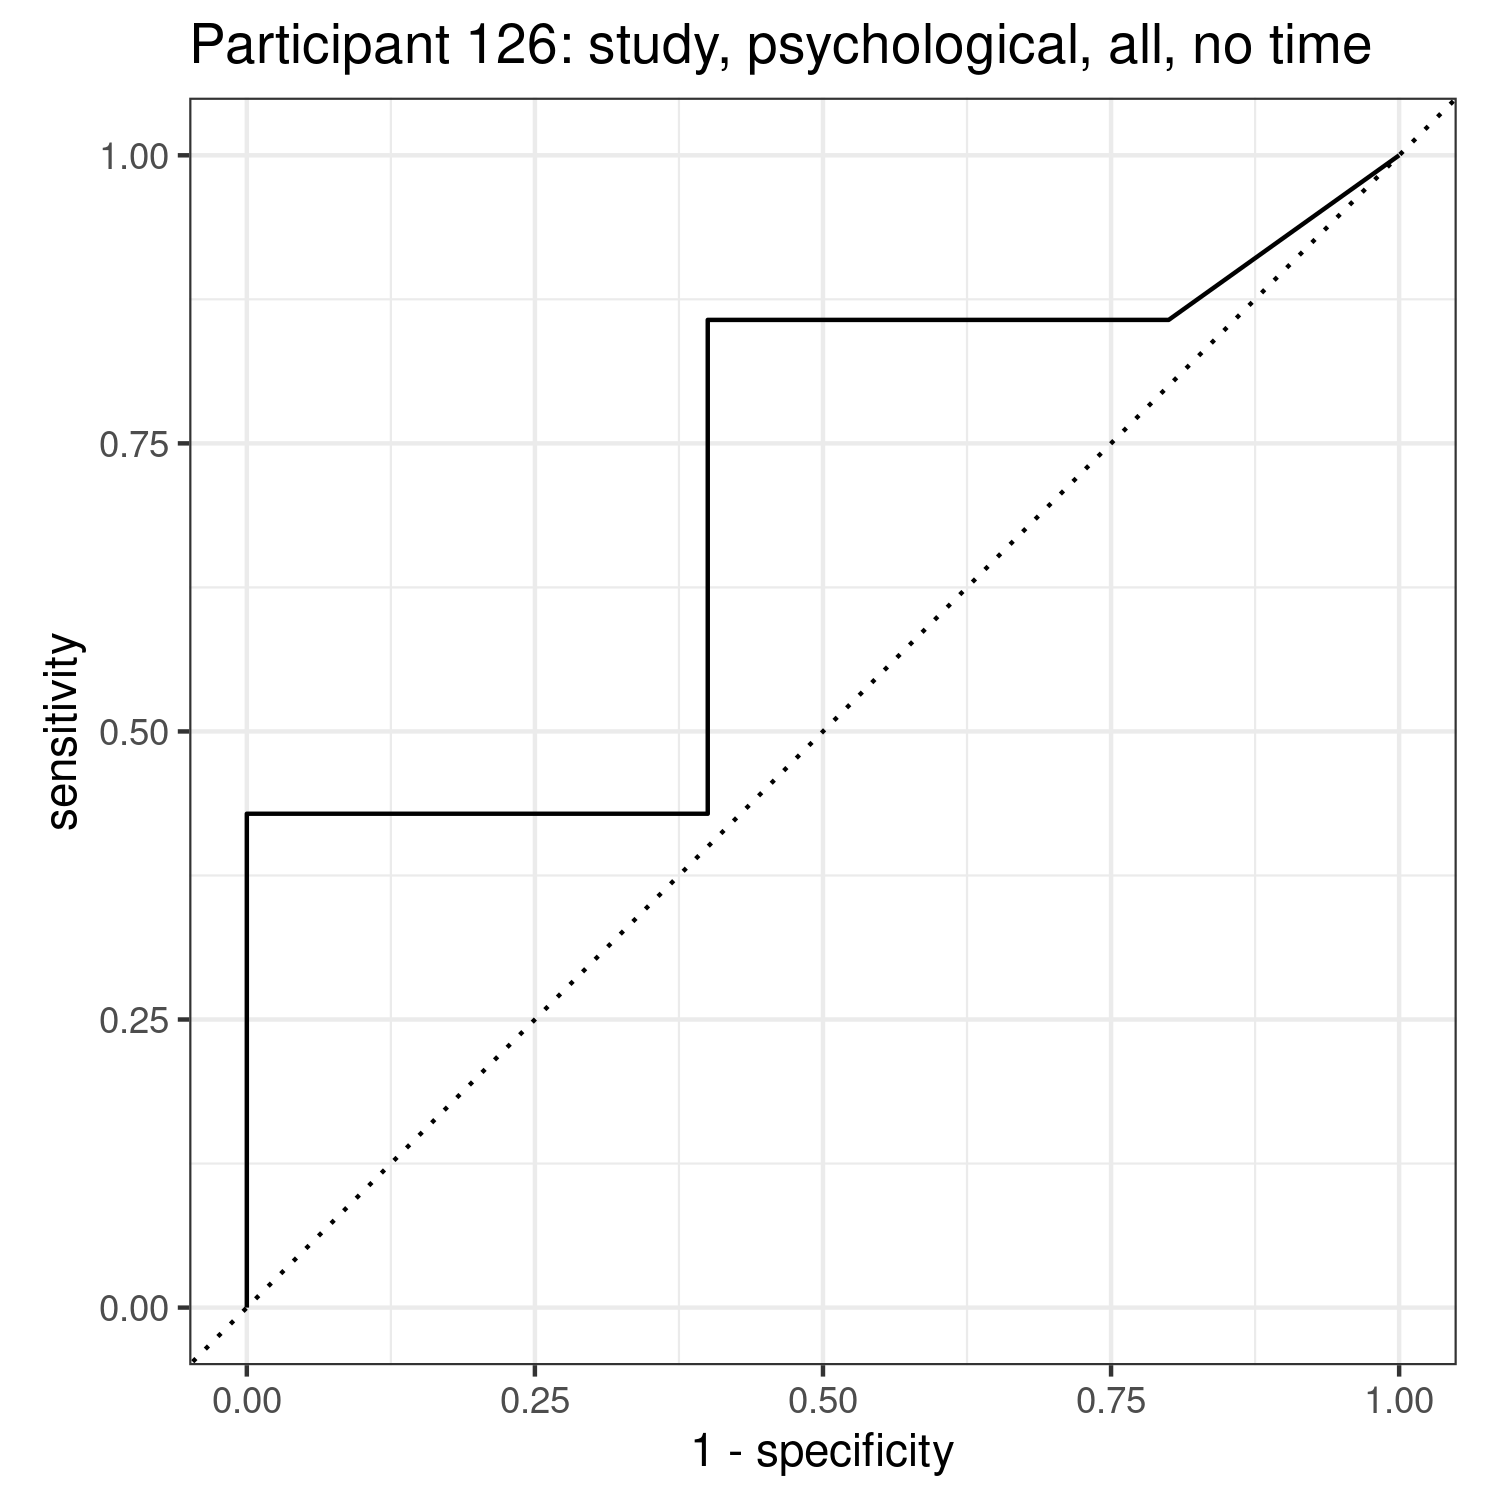 Participant 126: study, psychological, all, no time
1.00
0.75
0.50
0.25
0.00
sensitivity
0.00 0.25 0.50 0.75 1.00
1 - specificity